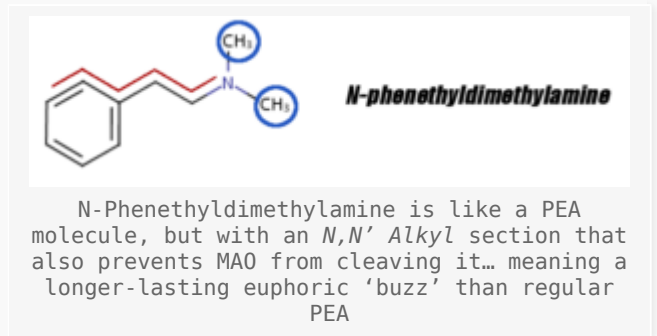 CH₃
N
CH₃
N-phenethyldimethylamine
N-Phenethyldimethylamine is like a PEA
molecule, but with an N,N’ Alkyl section that
also prevents MAO from cleaving it… meaning a
longer-lasting euphoric ‘buzz’ than regular
PEA